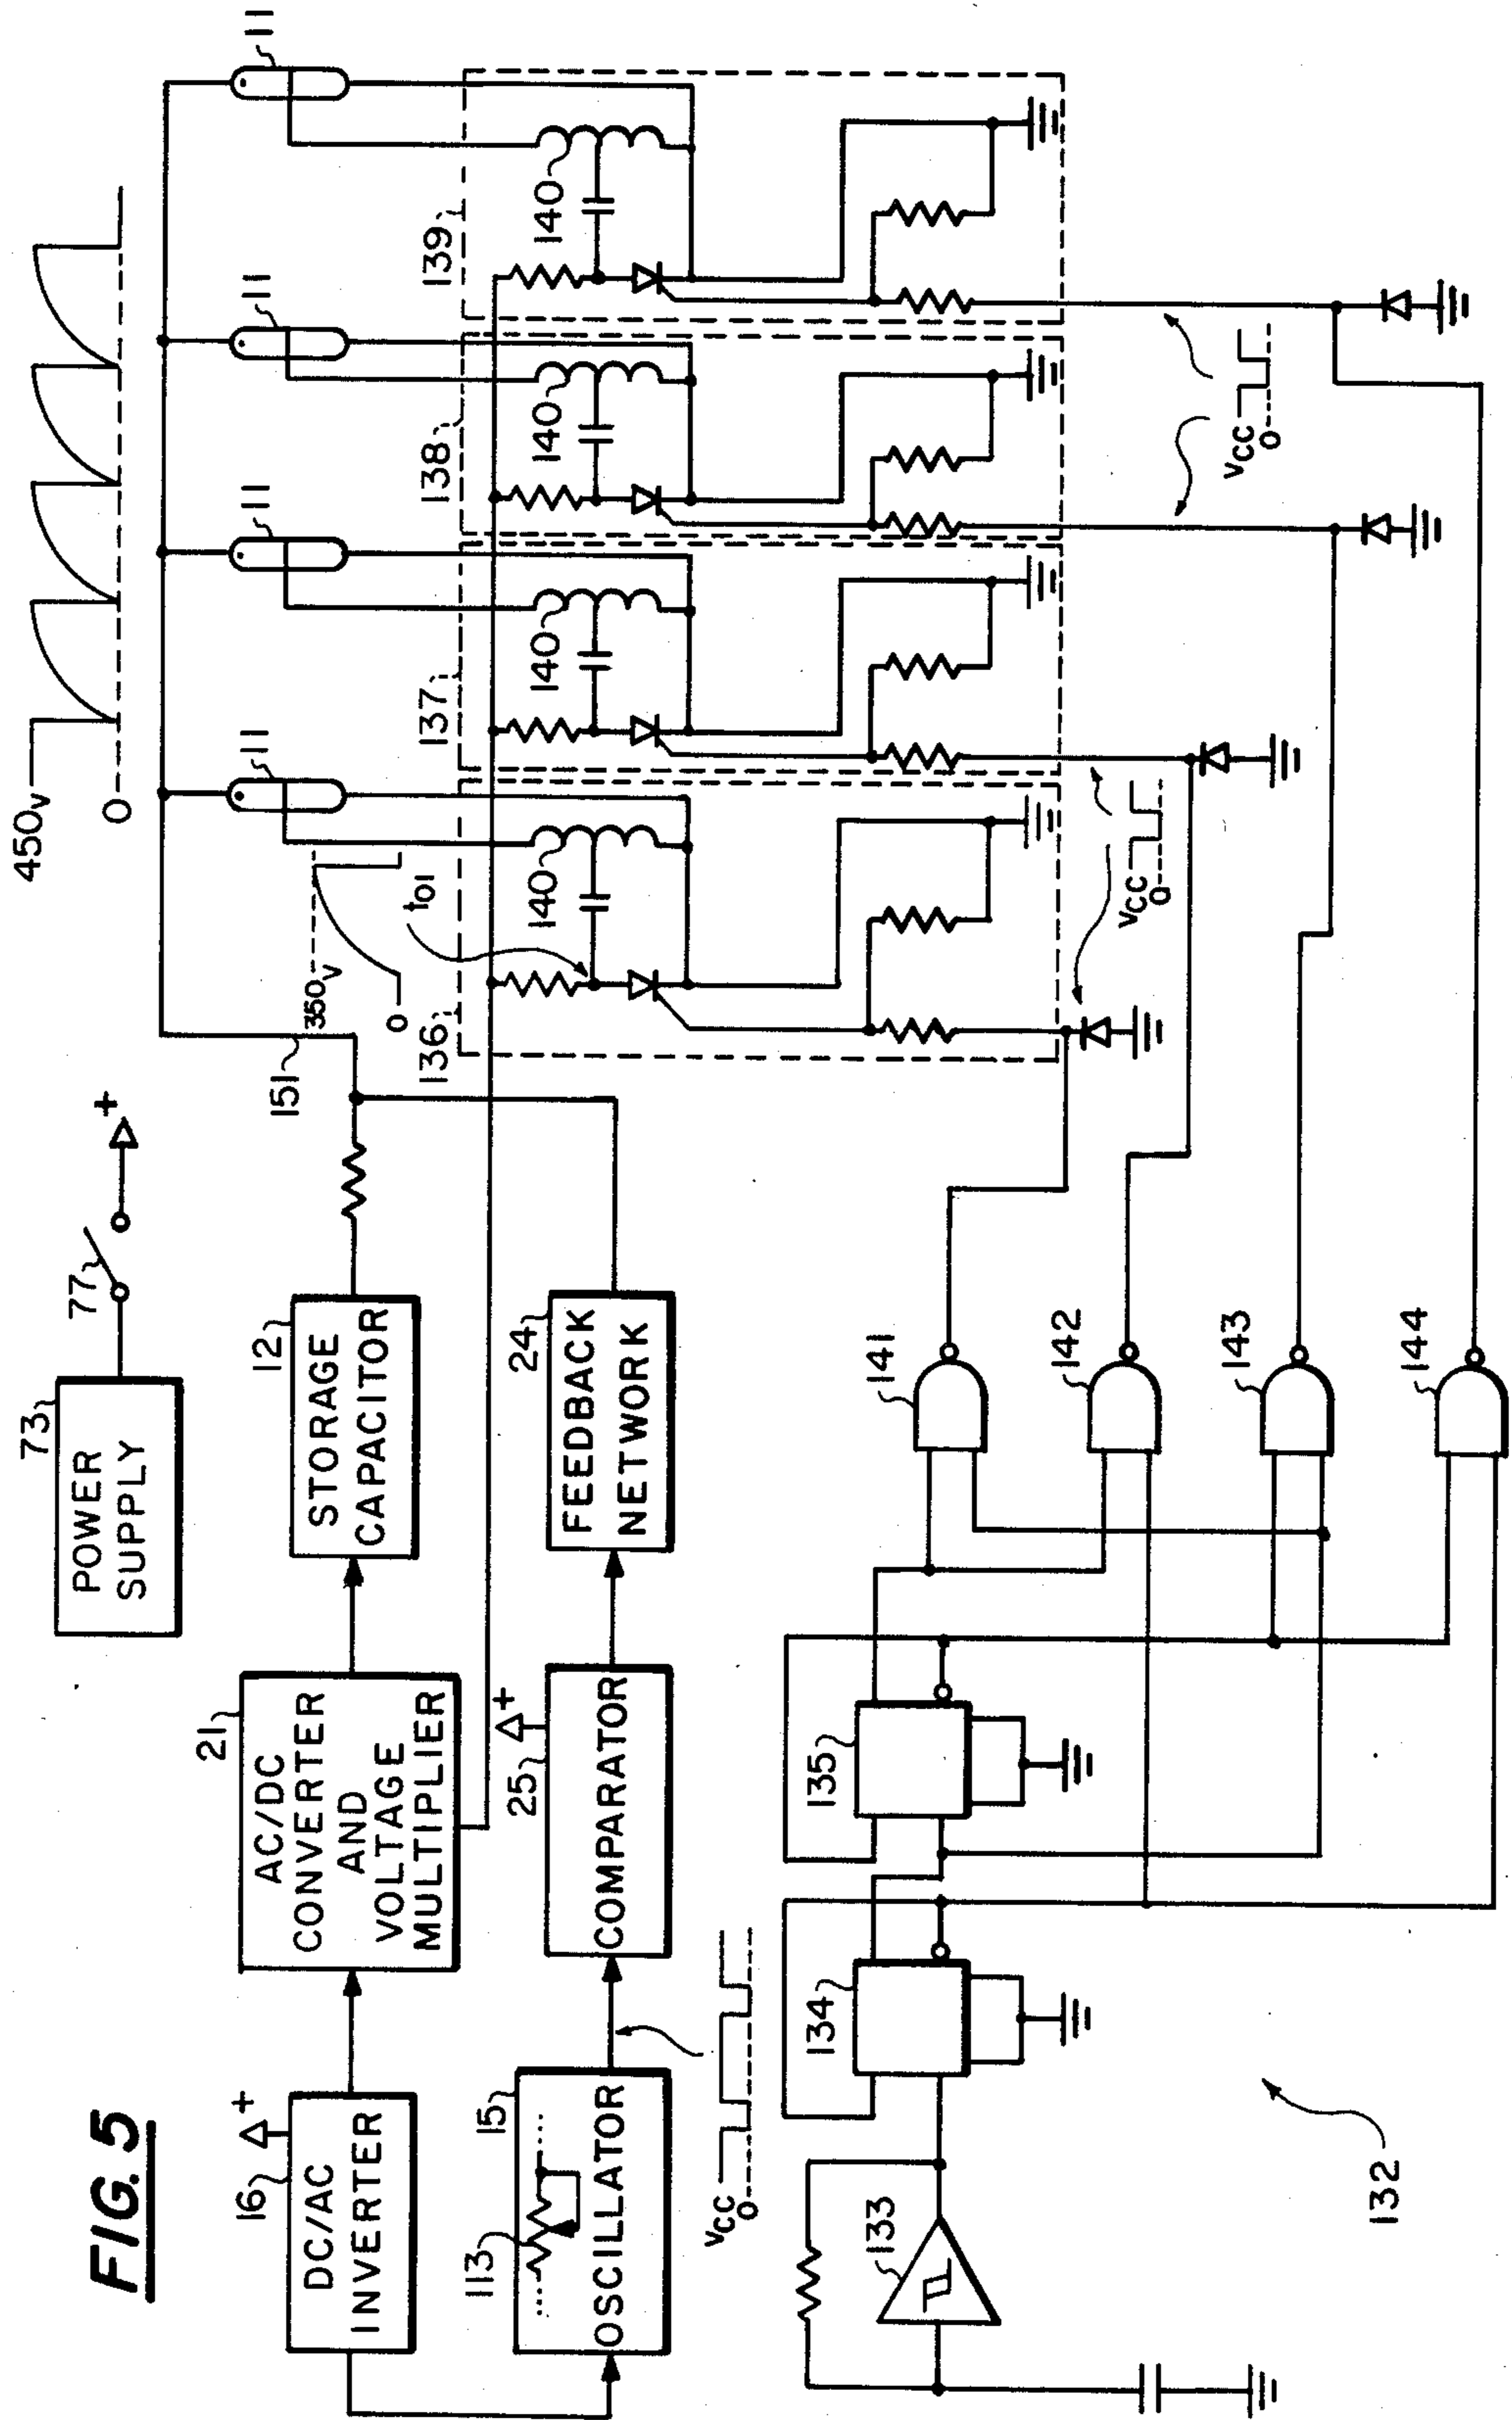 FIG. 5
450V
0
11
11
11
11
350V
0
151
t01
136
137
138
139
140
140
140
140
VCC
0
VCC
0
73
POWER
SUPPLY
77
+
16
+
DC/AC
INVERTER
21
AC/DC
CONVERTER
AND
VOLTAGE
MULTIPLIER
12
STORAGE
CAPACITOR
15
113
OSCILLATOR
25
+
COMPARATOR
24
FEEDBACK
NETWORK
VCC
0
133
134
135
141
142
143
144
132